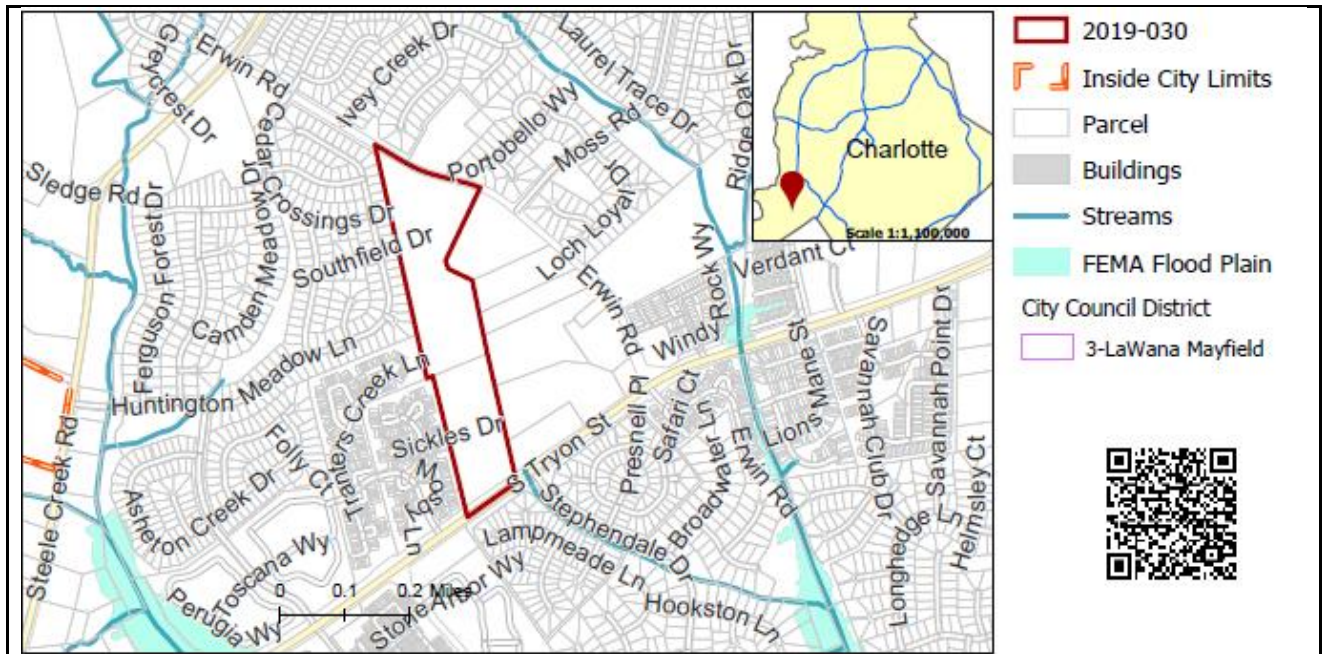 Greycrest Dr
Erwin Rd
Ivey Creek Dr
Laurel Trace Dr
Ridge Oak Dr
Portobello Wy
Moss Rd
Sledge Rd
Cedar Crossings Dr
Loch Loyal Dr
Southfield Dr
Ferguson Forest Dr
Camden Meadow Dr
Erwin Rd
Rock Wy
Verdant Ct
Windy
Huntington Meadow Ln
Steele Creek Rd
Tranters Creek Ln
Sickles Dr
Folly Ct
Mosby Ln
S Tryon St
Presnell Pl
Safari Ct
Broadwater Ln
Erwin Rd
Lions Mane St
Savannah Club Dr
Savannah Point Dr
Helmsley Ct
Longhedge Ln
Asheton Creek Dr
Toscana Wy
Perugia Wy
Stone Arbor Wy
Lampmeade Ln
Stephendale Dr
Hookston Ln
0 0.1 0.2 Miles
Charlotte
Scale 1:1,100,000
2019-030
Inside City Limits
Parcel
Buildings
Streams
FEMA Flood Plain
City Council District
3-LaWana Mayfield